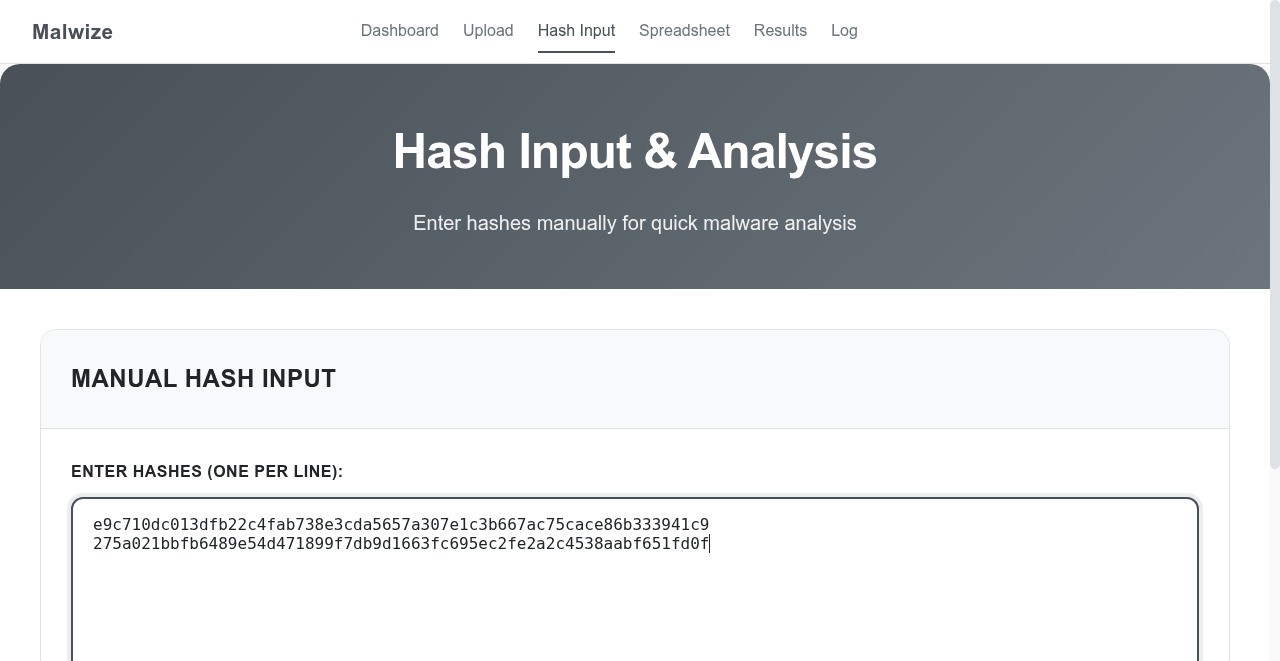 Malwize
Dashboard Upload Hash Input Spreadsheet Results Log
Hash Input & Analysis
Enter hashes manually for quick malware analysis
MANUAL HASH INPUT
ENTER HASHES (ONE PER LINE):
e9c710dc013dfb22c4fab738e3cda5657a307e1c3b667ac75cace86b333941c9
275a021bbfb6489e54d471899f7db9d1663fc695ec2fe2a2c4538aabf651fd0f